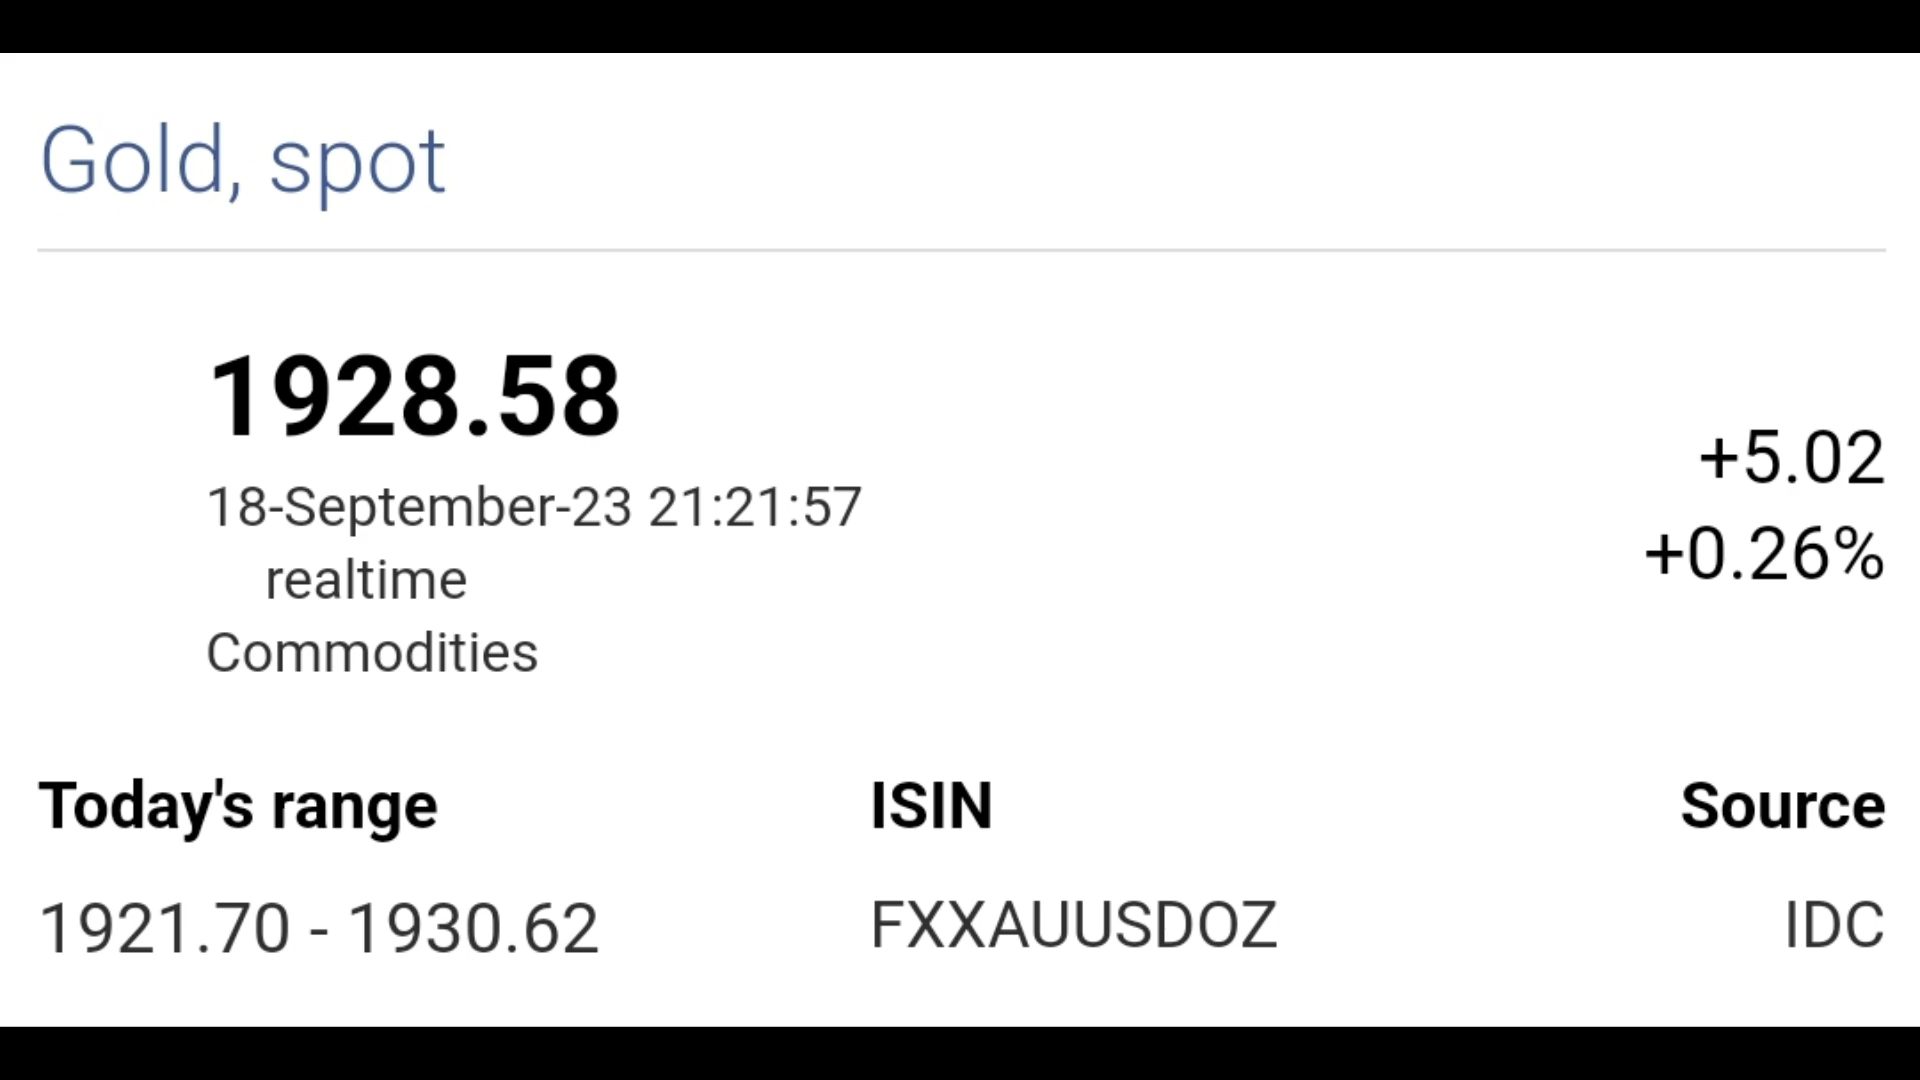 Gold, spot
1928.58
18-September-23 21:21:57
realtime
Commodities
+5.02
+0.26%
Today's range
ISIN
Source
1921.70 - 1930.62
FXXAUUSDOZ
IDC